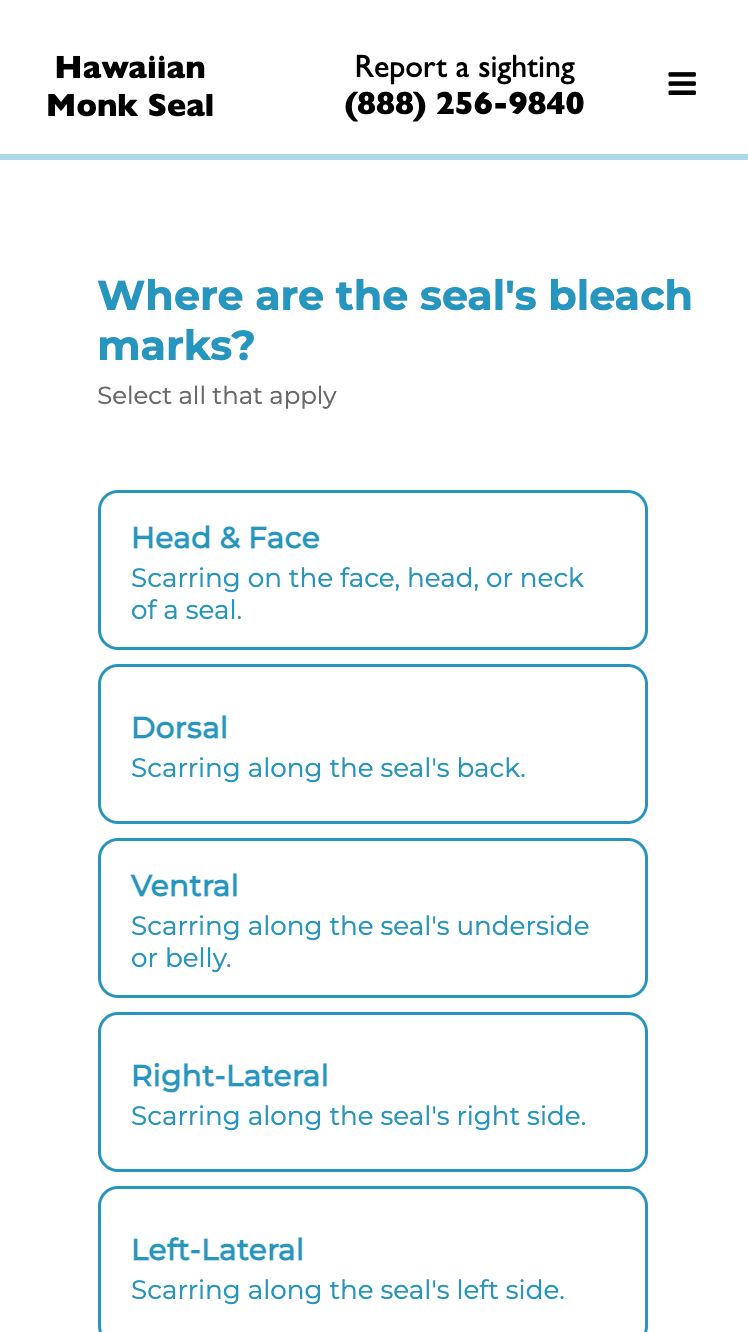 Hawaiian
Monk Seal
Report a sighting
(888) 256-9840
Where are the seal's bleach
marks?
Select all that apply
Head & Face
Scarring on the face, head, or neck
of a seal.
Dorsal
Scarring along the seal's back.
Ventral
Scarring along the seal's underside
or belly.
Right-Lateral
Scarring along the seal's right side.
Left-Lateral
Scarring along the seal's left side.